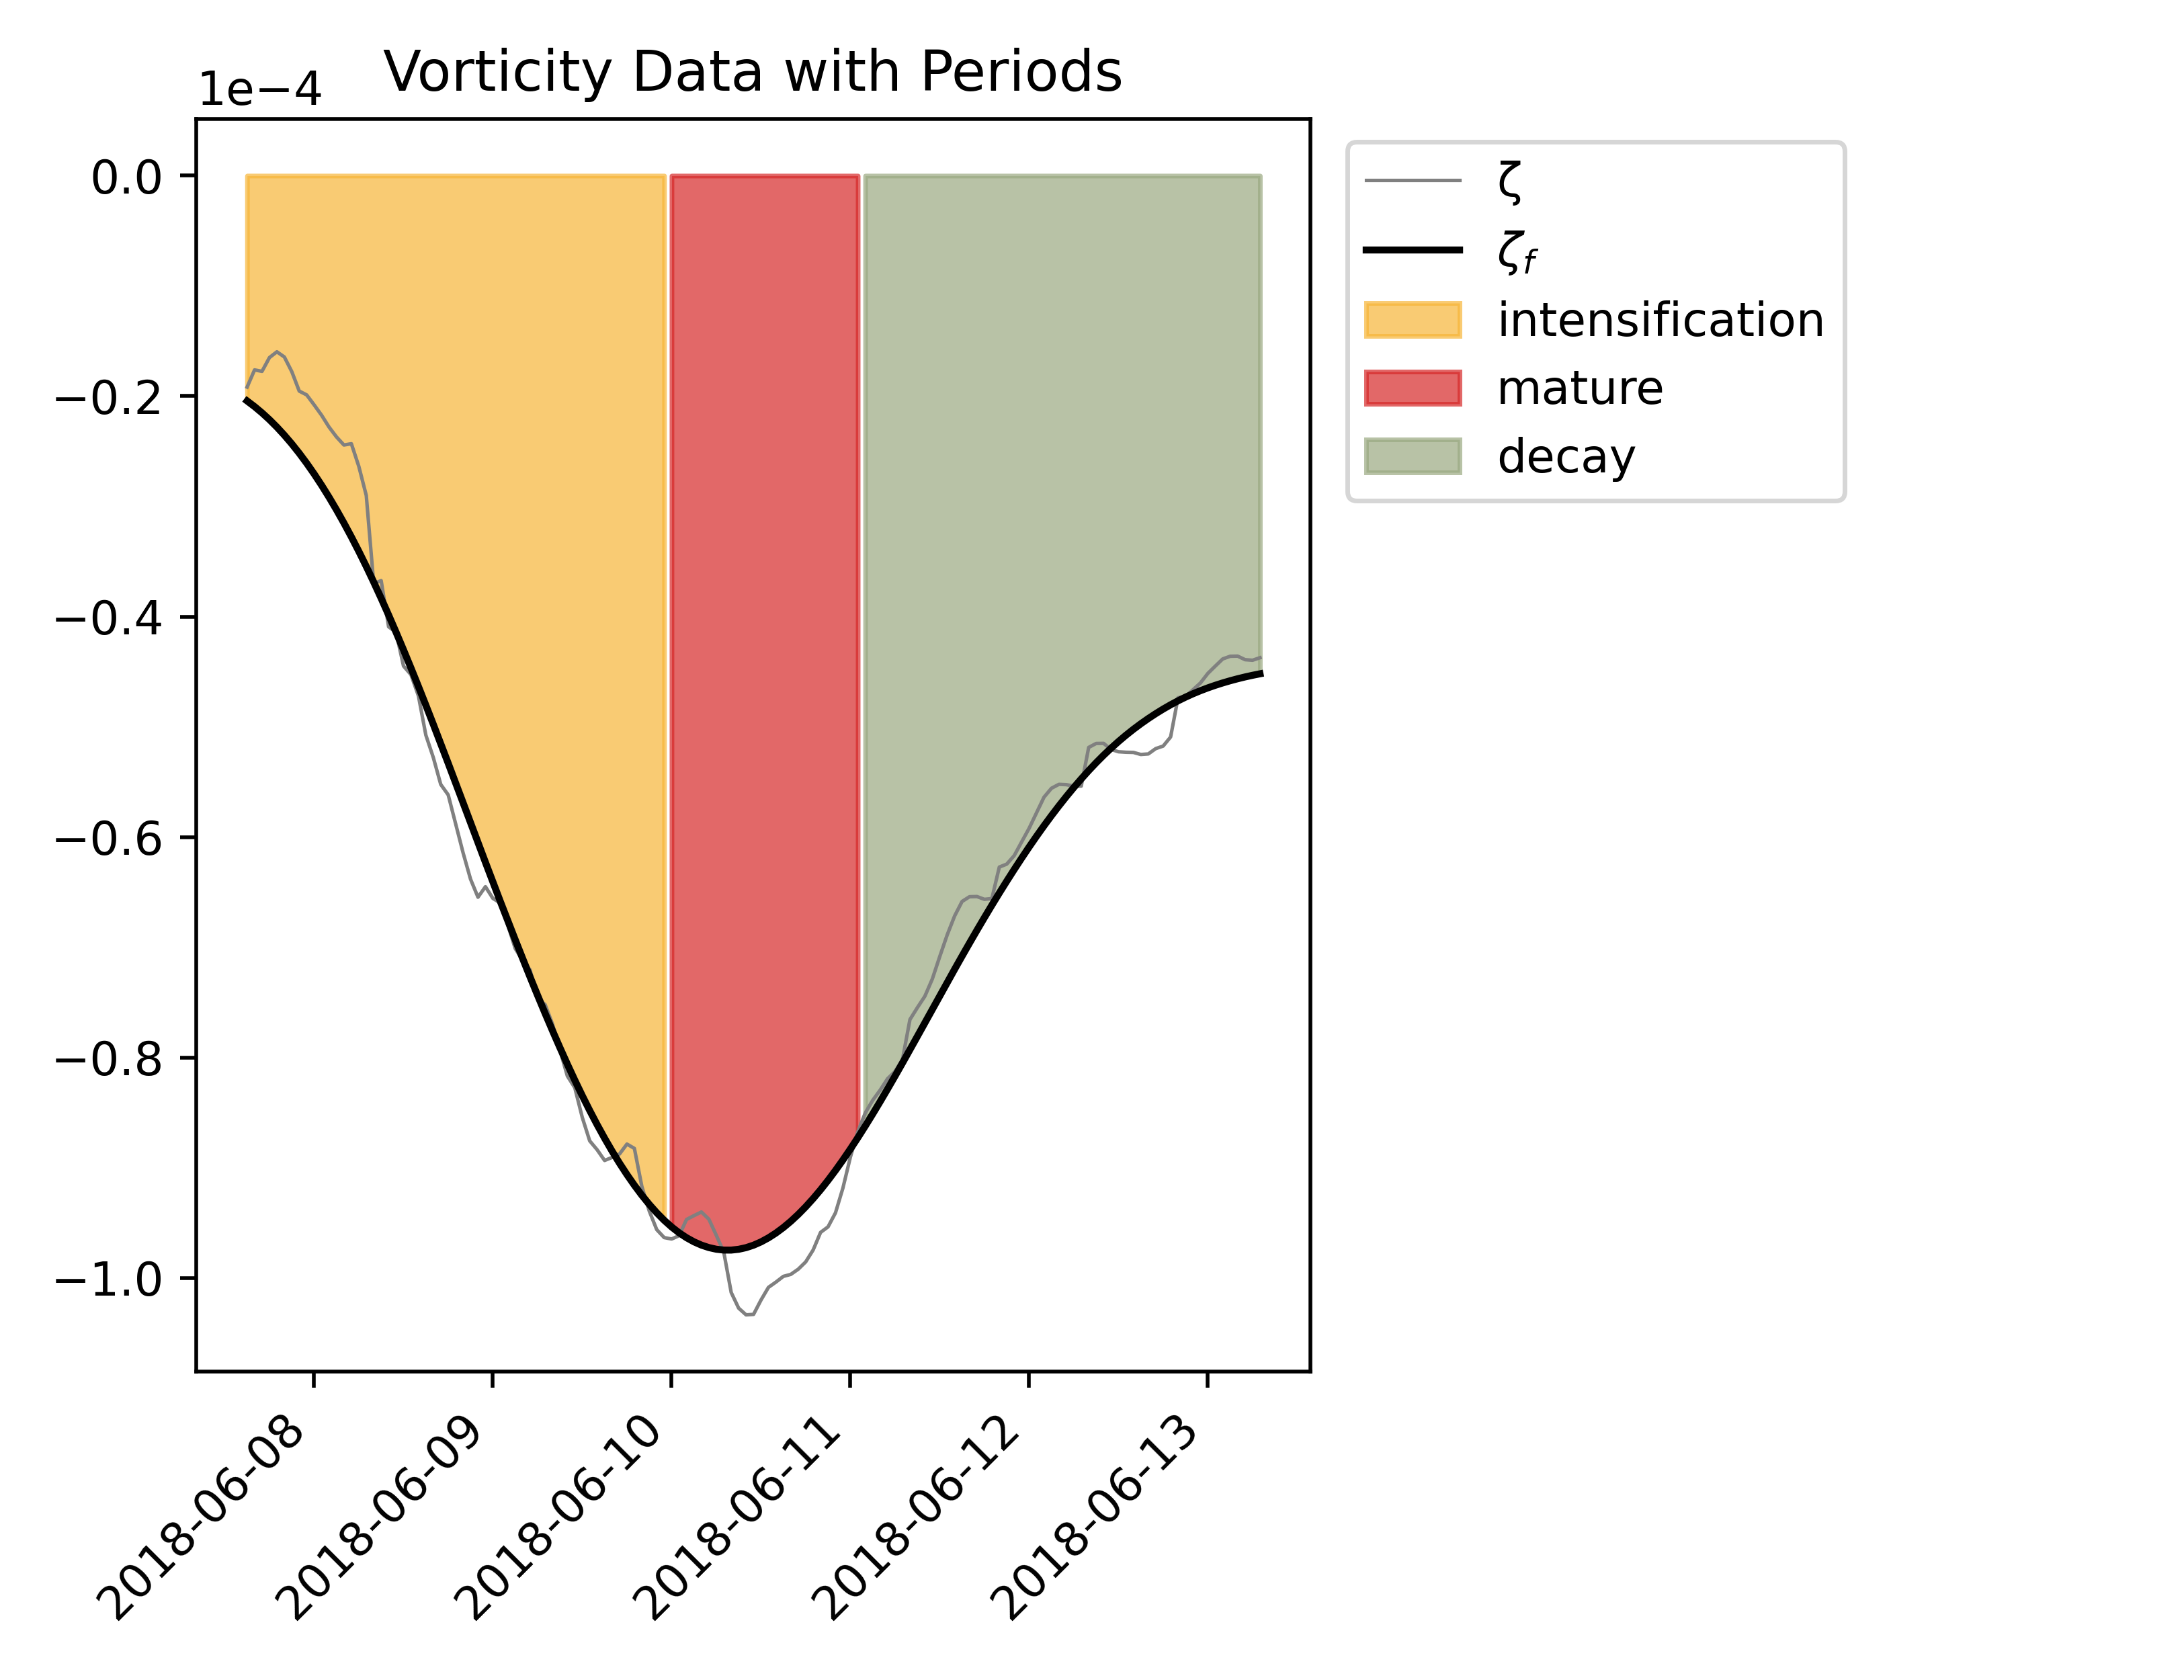 Vorticity Data with Periods
1e−4
0.0
−0.2
−0.4
−0.6
−0.8
−1.0
2018-06-08
2018-06-09
2018-06-10
2018-06-11
2018-06-12
2018-06-13
ζ
ζf
intensification
mature
decay